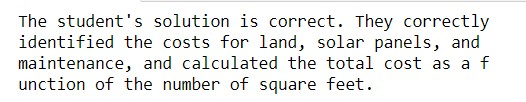 The student's solution is correct. They correctly
identified the costs for land, solar panels, and
maintenance, and calculated the total cost as a f
unction of the number of square feet.